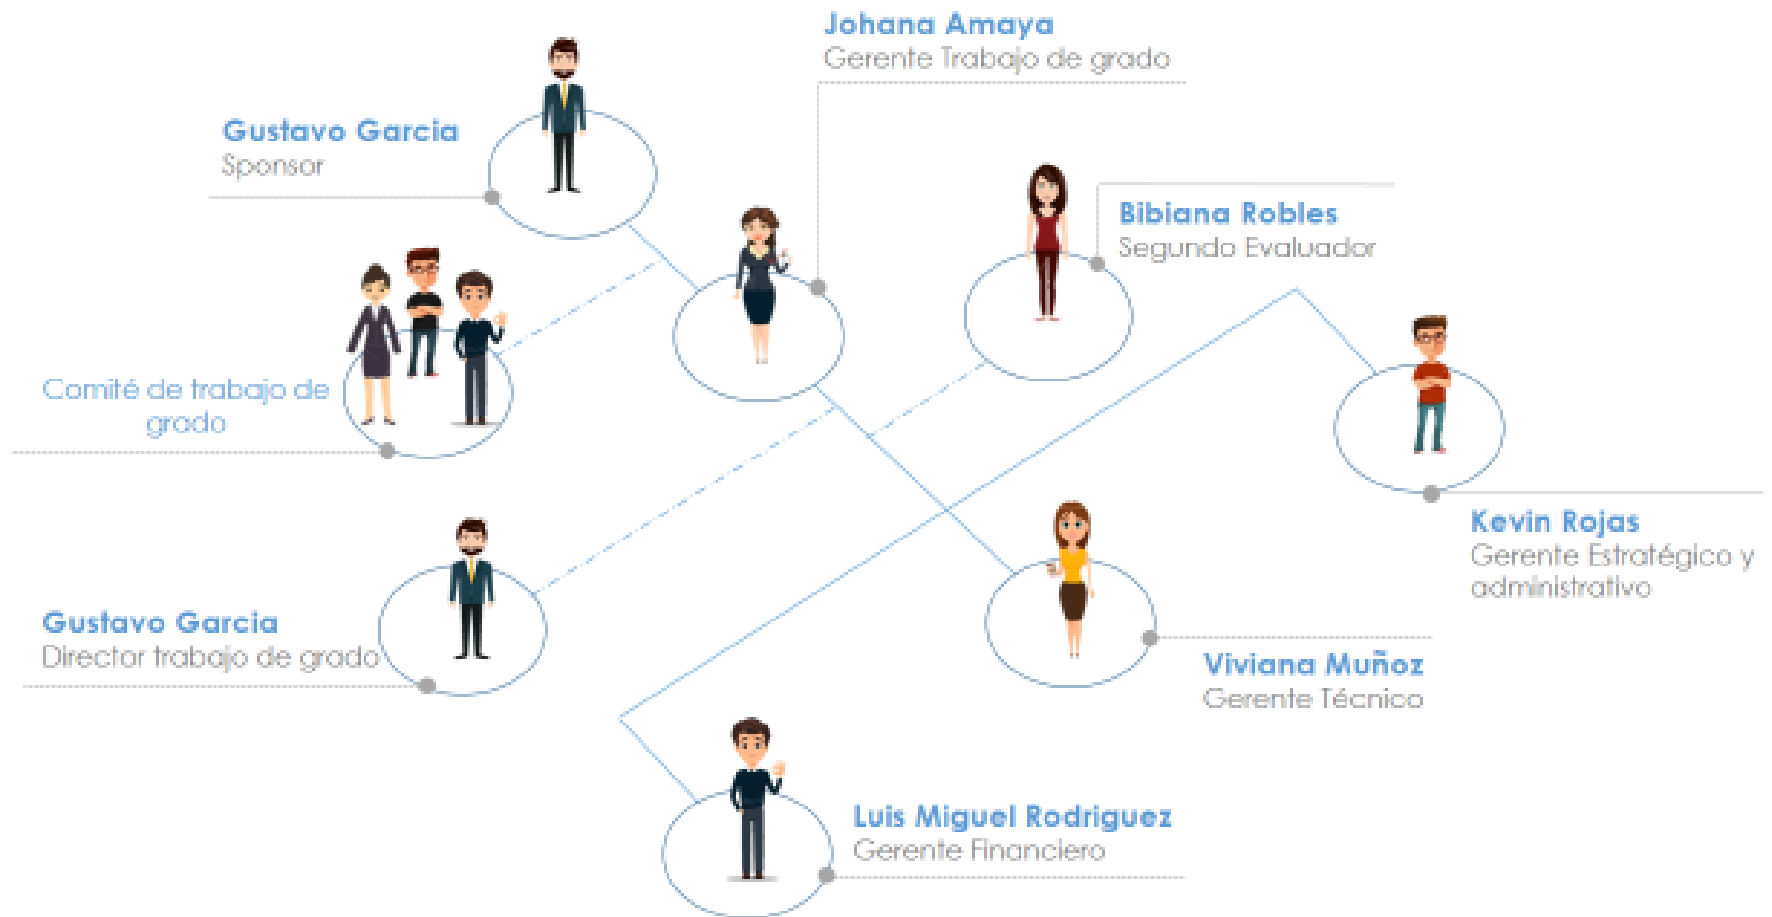 Johana Amaya
Gerente Trabajo de grado
Gustavo Garcia
Sponsor
Bibiana Robles
Segundo Evaluador
Comité de trabajo de
grado
Kevin Rojas
Gerente Estratégico y
administrativo
Gustavo Garcia
Director trabajo de grado
Viviana Muñoz
Gerente Técnico
Luis Miguel Rodriguez
Gerente Financiero